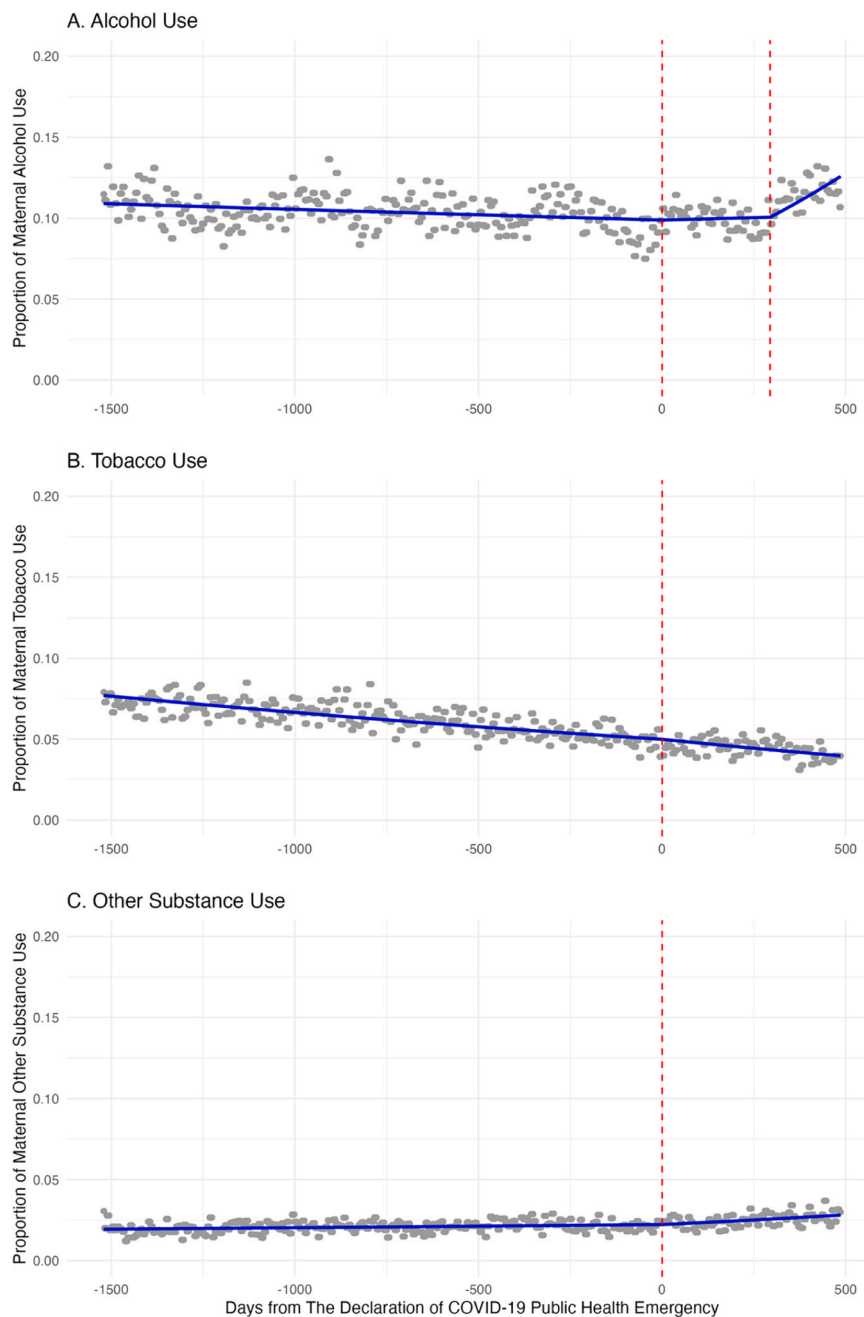 A. Alcohol Use
Proportion of Maternal Alcohol Use
0.20
0.15
0.10
0.05
0.00
-1500 -1000 -500 0 500
B. Tobacco Use
Proportion of Maternal Tobacco Use
0.20
0.15
0.10
0.05
0.00
-1500 -1000 -500 0 500
C. Other Substance Use
Proportion of Maternal Other Substance Use
0.20
0.15
0.10
0.05
0.00
-1500 -1000 -500 0 500
Days from The Declaration of COVID-19 Public Health Emergency